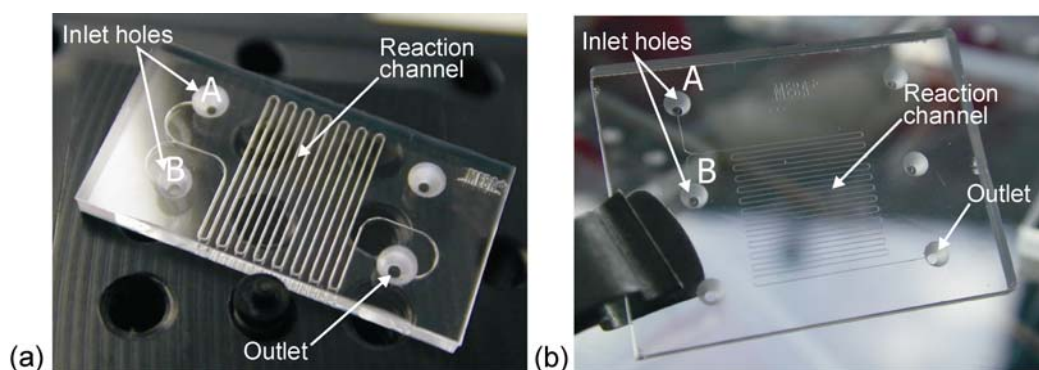 Inlet holes
A
B
Reaction
channel
Outlet
(a)
Inlet holes
A
B
Reaction
channel
Outlet
(b)